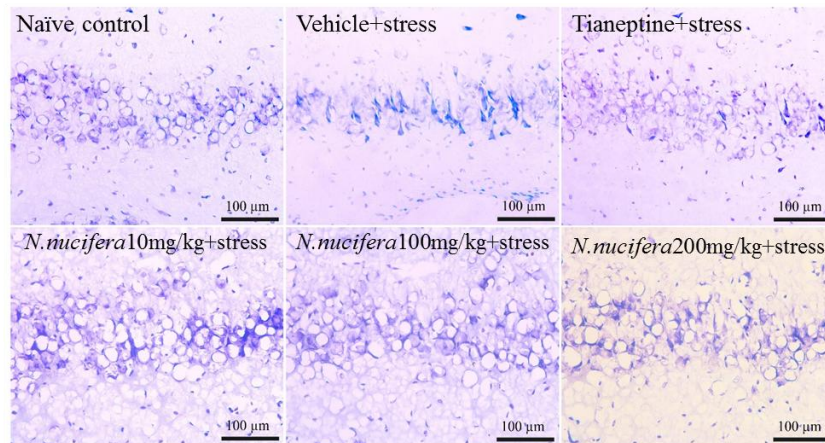 Naïve control
Vehicle+stress
Tianeptine+stress
100 µm
100 µm
100 µm
N.nucifera10mg/kg+stress
N.nucifera100mg/kg+stress
N.nucifera200mg/kg+stress
100 µm
100 µm
100 µm